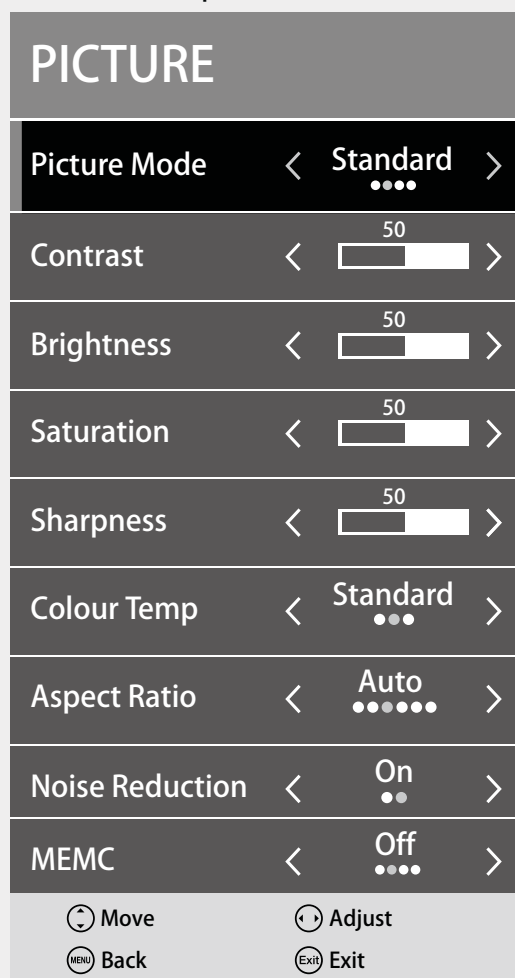 PICTURE
Picture Mode
Standard
Contrast
50
Brightness
50
Saturation
50
Sharpness
50
Colour Temp
Standard
Aspect Ratio
Auto
Noise Reduction
On
MEMC
Off
Move
Adjust
MENU Back
Exit Exit